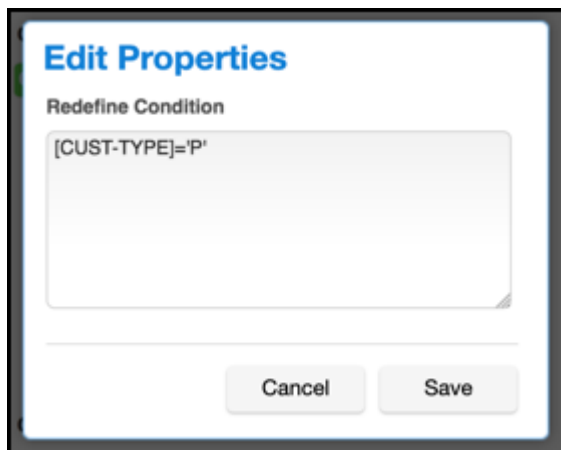 Edit Properties
Redefine Condition
[CUST-TYPE]='P'
Cancel
Save